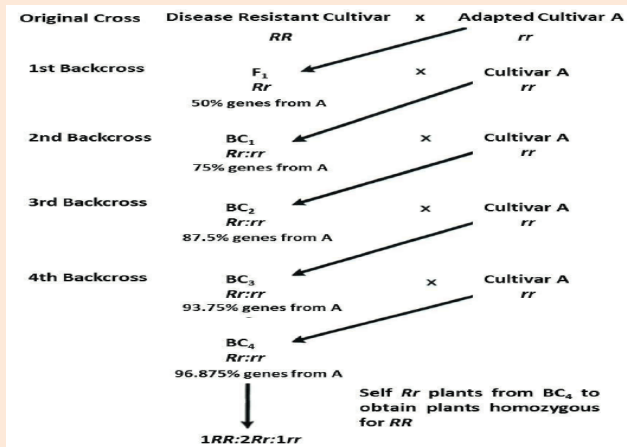 Original Cross Disease Resistant Cultivar x Adapted Cultivar A
RR rr
1st Backcross F₁ x Cultivar A
Rr rr
50% genes from A
2nd Backcross BC₁ x Cultivar A
Rr:rr rr
75% genes from A
3rd Backcross BC₂ x Cultivar A
Rr:rr rr
87.5% genes from A
4th Backcross BC₃ x Cultivar A
Rr:rr rr
93.75% genes from A
BC₄
Rr:rr
96.875% genes from A
Self Rr plants from BC₄ to
obtain plants homozygous
for RR
1RR:2Rr:1rr